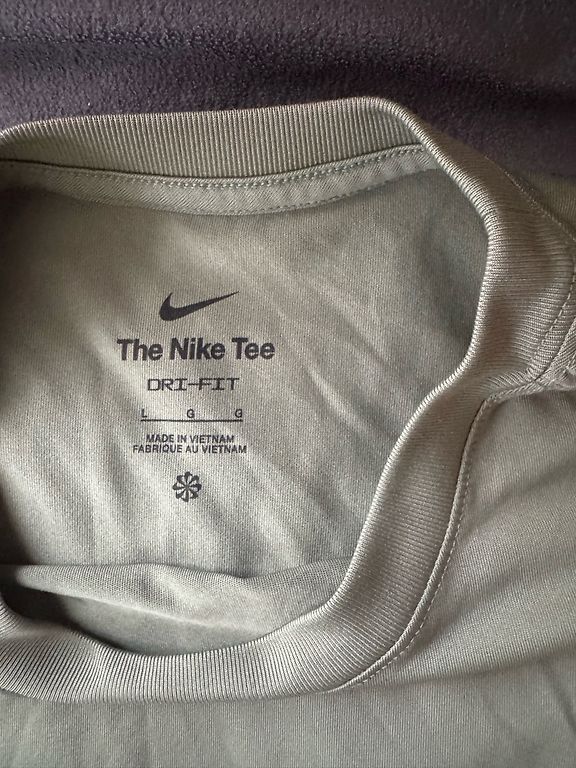 The Nike Tee
DRI-FIT
L G G
MADE IN VIETNAM
FABRIQUE AU VIETNAM